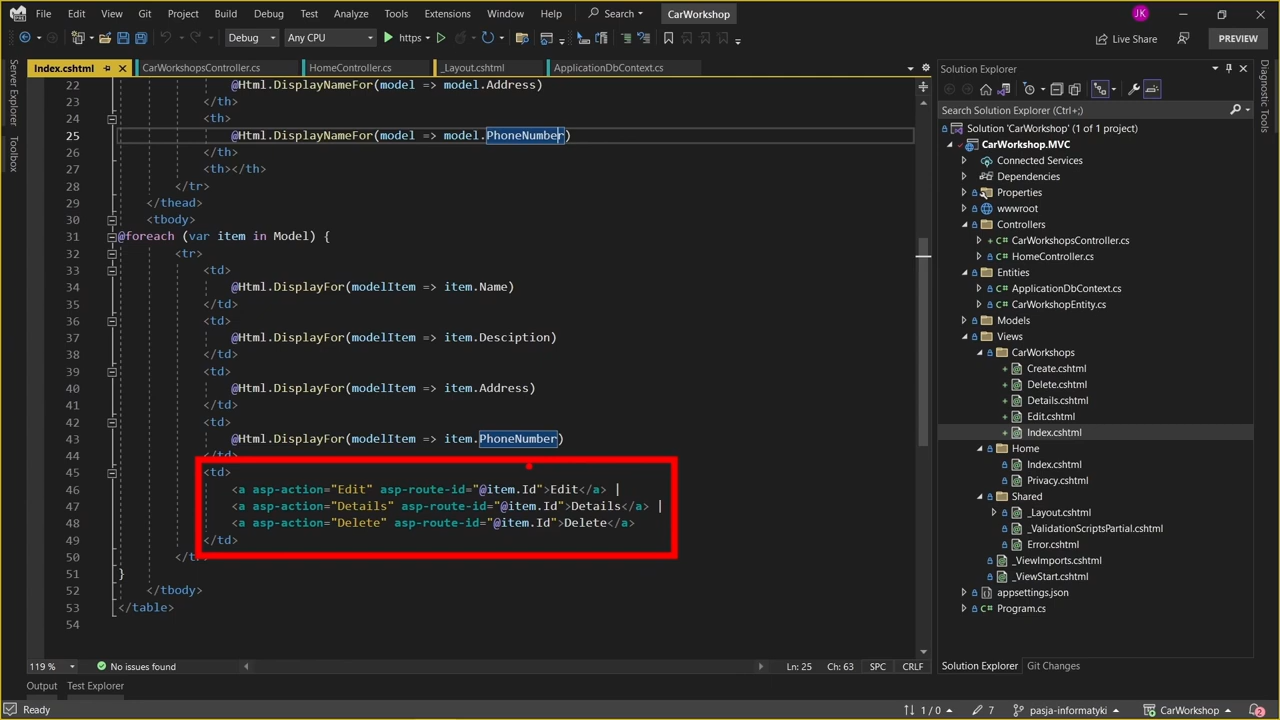 File Edit View Git Project Build Debug Test Analyze Tools Extensions Window Help Search CarWorkshop JK
Debug Any CPU https Live Share PREVIEW
Index.cshtml CarWorkshopsController.cs HomeController.cs _Layout.cshtml ApplicationDbContext.cs
Server Explorer
Toolbox
22 @Html.DisplayNameFor(model => model.Address)
23 </th>
24 <th>
25 @Html.DisplayNameFor(model => model.PhoneNumber)
26 </th>
27 <th></th>
28 </tr>
29 </thead>
30 <tbody>
31 @foreach (var item in Model) {
32 <tr>
33 <td>
34 @Html.DisplayFor(modelItem => item.Name)
35 </td>
36 <td>
37 @Html.DisplayFor(modelItem => item.Desciption)
38 </td>
39 <td>
40 @Html.DisplayFor(modelItem => item.Address)
41 </td>
42 <td>
43 @Html.DisplayFor(modelItem => item.PhoneNumber)
44 </td>
45 <td>
46 <a asp-action="Edit" asp-route-id="@item.Id">Edit</a> |
47 <a asp-action="Details" asp-route-id="@item.Id">Details</a> |
48 <a asp-action="Delete" asp-route-id="@item.Id">Delete</a>
49 </td>
50 </tr>
51 }
52 </tbody>
53 </table>
54
119 % No issues found Ln: 25 Ch: 63 SPC CRLF
Output Test Explorer
Ready 1 / 0 7 pasja-informatyki CarWorkshop 2
Solution Explorer
Search Solution Explorer (Ctrl+;)
Solution 'CarWorkshop' (1 of 1 project)
CarWorkshop.MVC
Connected Services
Dependencies
Properties
wwwroot
Controllers
CarWorkshopsController.cs
HomeController.cs
Entities
ApplicationDbContext.cs
CarWorkshopEntity.cs
Models
Views
CarWorkshops
Create.cshtml
Delete.cshtml
Details.cshtml
Edit.cshtml
Index.cshtml
Home
Index.cshtml
Privacy.cshtml
Shared
_Layout.cshtml
_ValidationScriptsPartial.cshtml
Error.cshtml
_ViewImports.cshtml
_ViewStart.cshtml
appsettings.json
Program.cs
Solution Explorer Git Changes
Diagnostic Tools